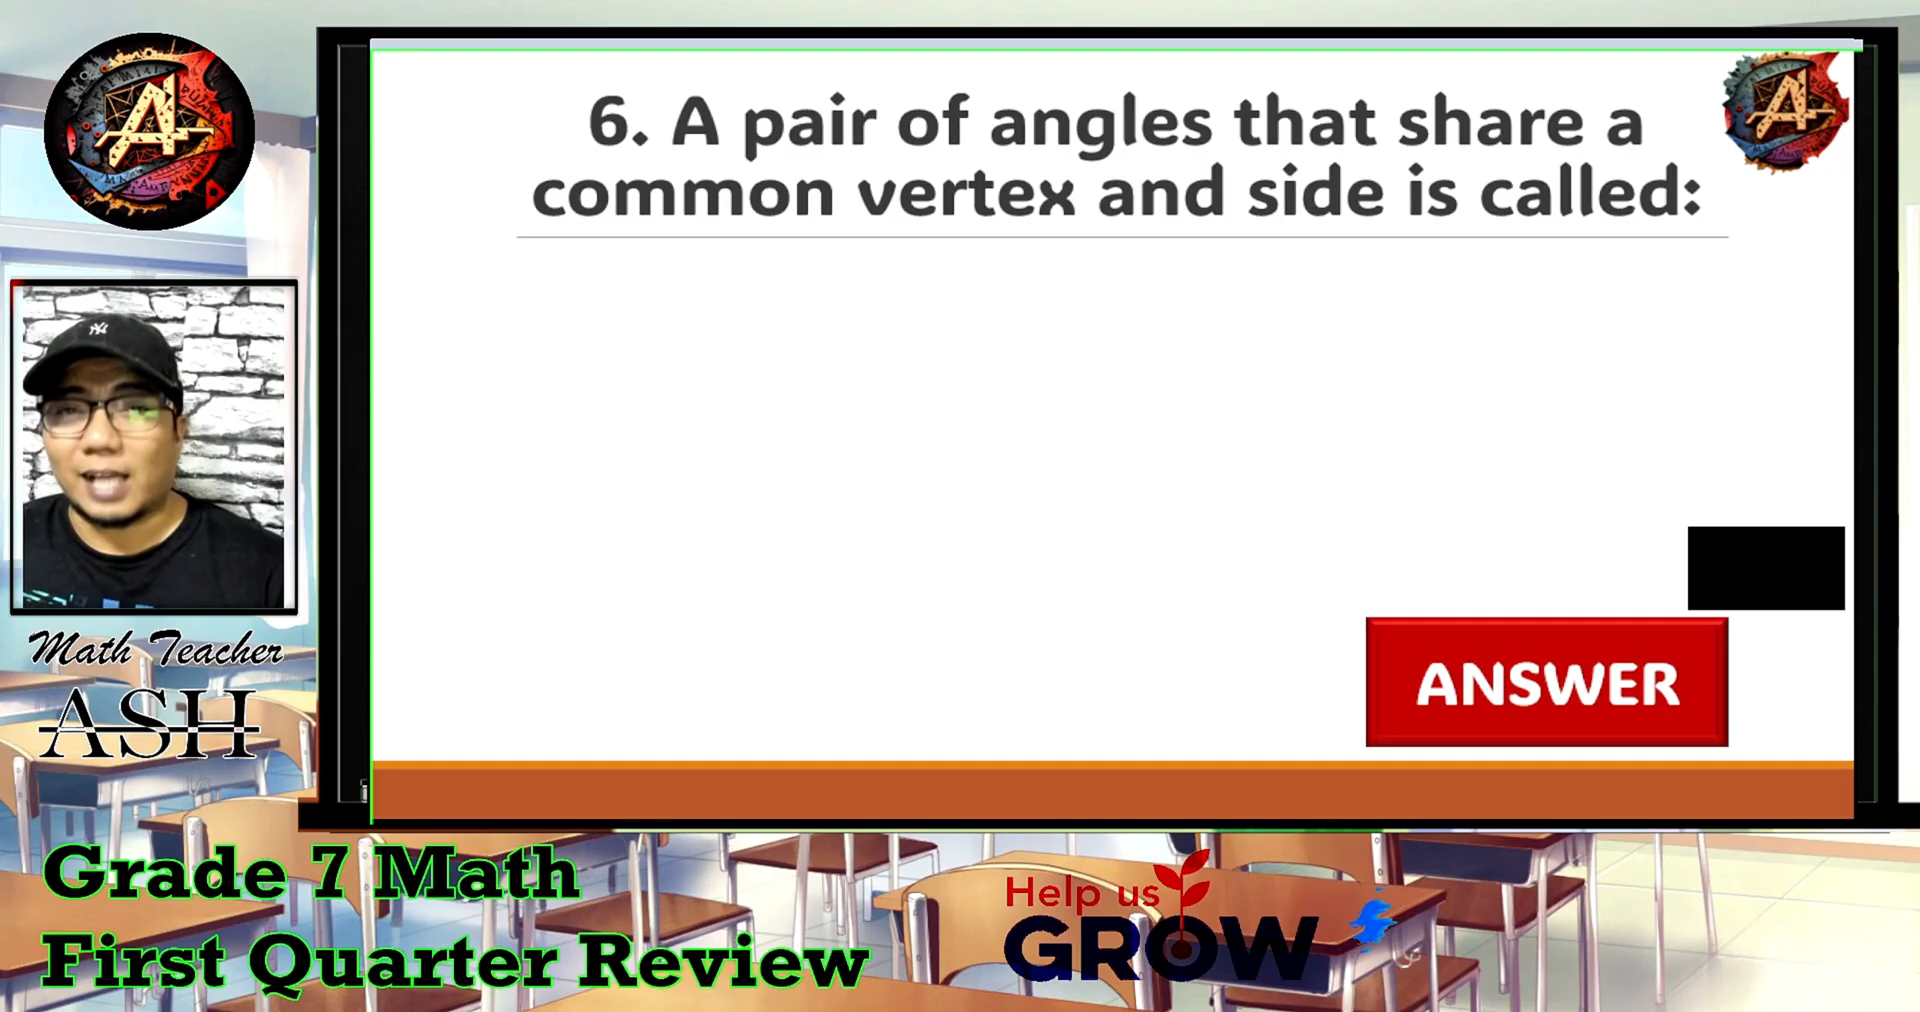 6. A pair of angles that share a
common vertex and side is called:
ANSWER
Math Teacher
ASH
Grade 7 Math
First Quarter Review
Help us
GROW